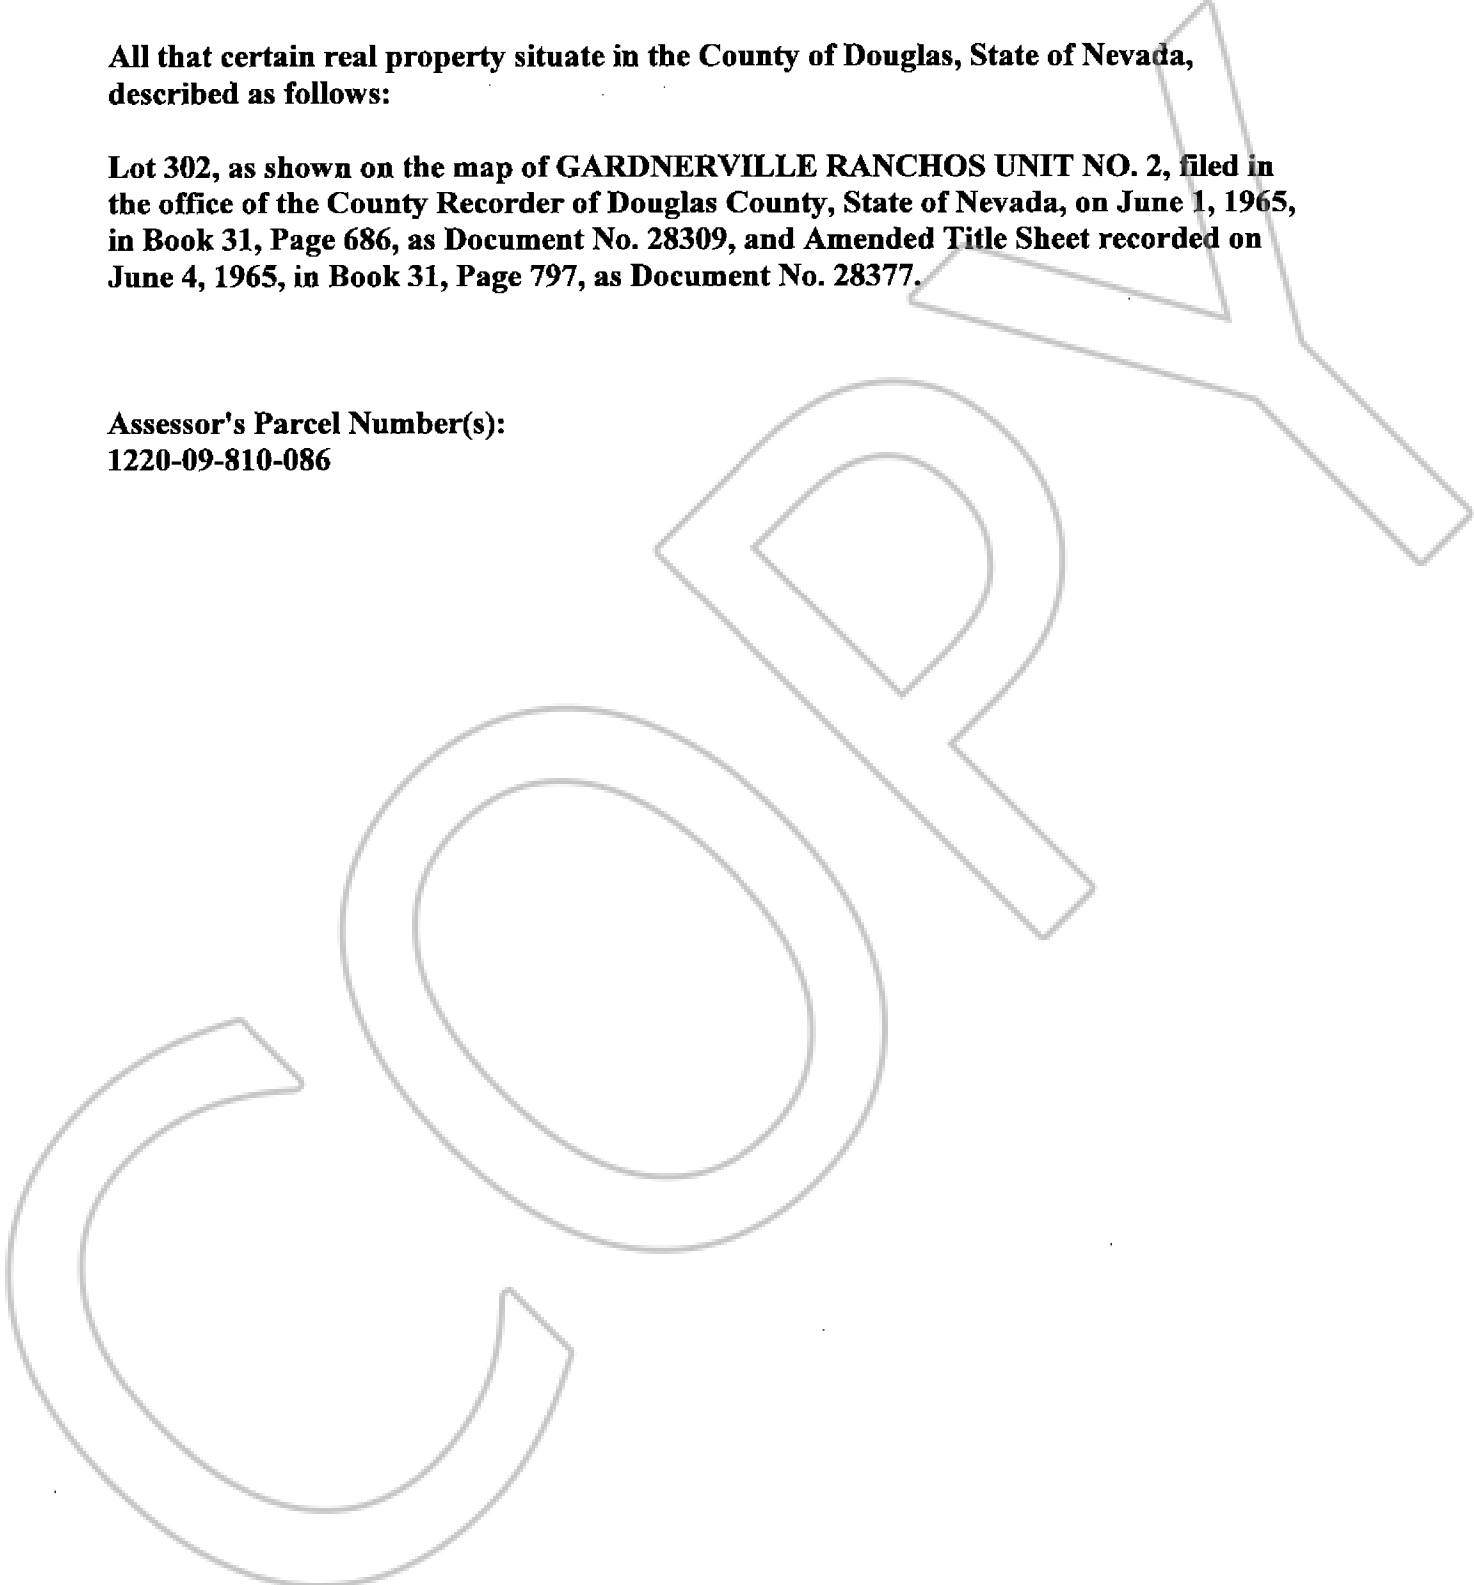 All that certain real property situate in the County of Douglas, State of Nevada,
described as follows:
Lot 302, as shown on the map of GARDNERVILLE RANCHOS UNIT NO. 2, filed in
the office of the County Recorder of Douglas County, State of Nevada, on June 1, 1965,
in Book 31, Page 686, as Document No. 28309, and Amended Title Sheet recorded on
June 4, 1965, in Book 31, Page 797, as Document No. 28377.
Assessor's Parcel Number(s):
1220-09-810-086
COPY